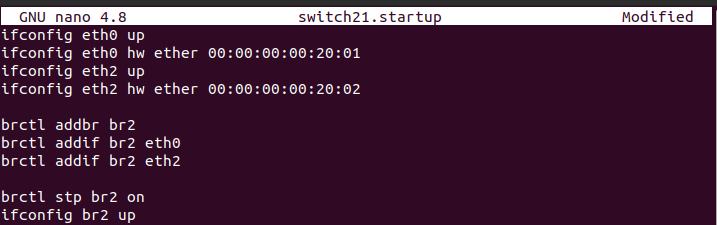 GNU nano 4.8 switch21.startup Modified
ifconfig eth0 up
ifconfig eth0 hw ether 00:00:00:00:20:01
ifconfig eth2 up
ifconfig eth2 hw ether 00:00:00:00:20:02
brctl addbr br2
brctl addif br2 eth0
brctl addif br2 eth2
brctl stp br2 on
ifconfig br2 up